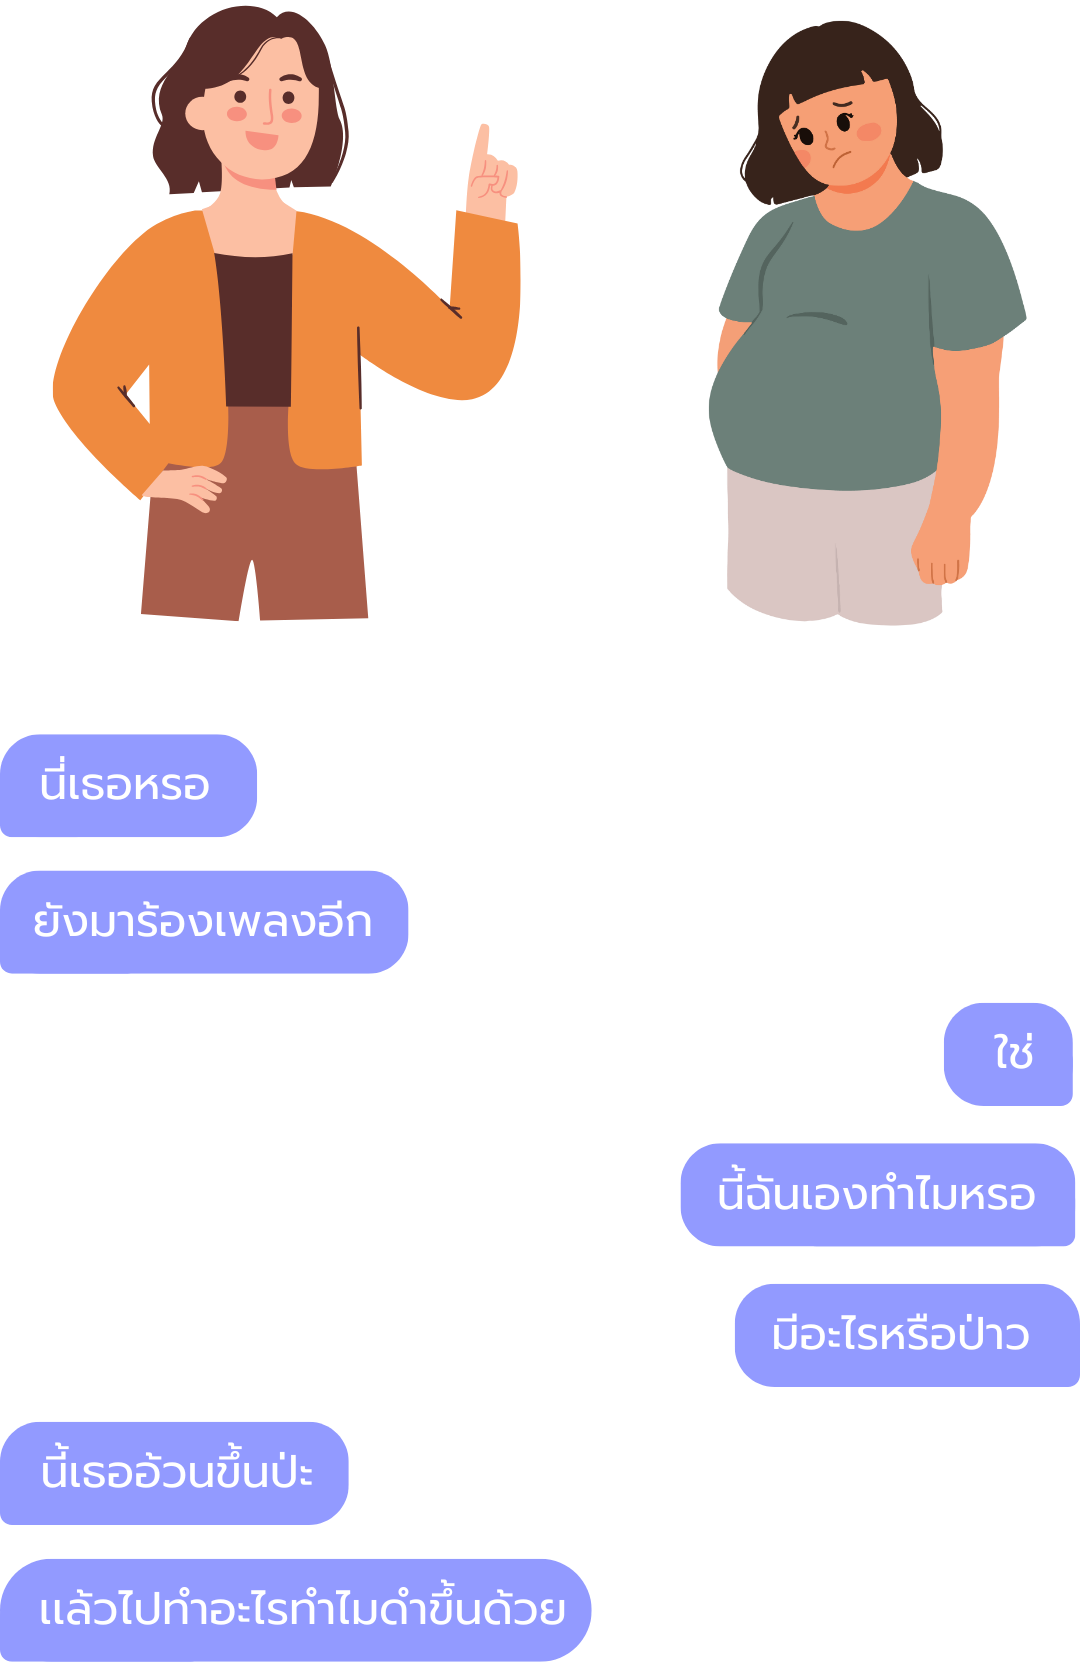 นี่เธอหรอ
ยังมาร้องเพลงอีก
ใช่
นี้ฉันเองทำไมหรอ
มีอะไรหรือป่าว
นี้เธออ้วนขึ้นป่ะ
แล้วไปทำอะไรทำไมดำขึ้นด้วย